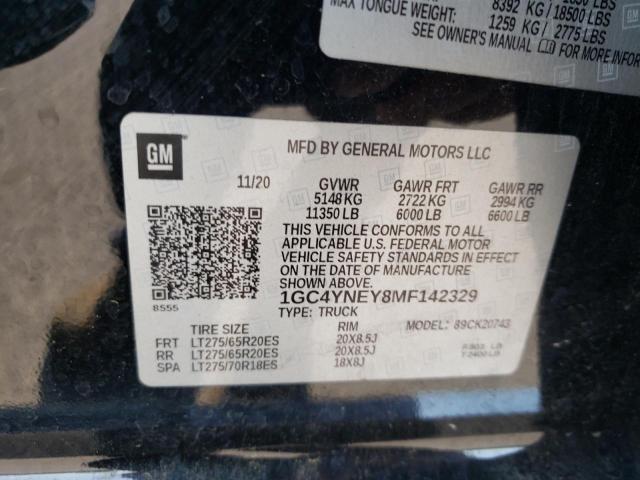 MAX TONGUE WEIGHT:
8392 KG/18500 LBS
1259 KG / 2775 LBS
SEE OWNER'S MANUAL FOR MORE INFOR
GM
MFD BY GENERAL MOTORS LLC
11/20 GVWR GAWR FRT GAWR RR
5148 KG 2722 KG 2994 KG
11350 LB 6000 LB 6600 LB
THIS VEHICLE CONFORMS TO ALL
APPLICABLE U.S. FEDERAL MOTOR
VEHICLE SAFETY STANDARDS IN EFFECT
ON THE DATE OF MANUFACTURE
SHOWN ABOVE.
1GC4YNEY8MF142329
8555
TYPE: TRUCK MODEL: 89CK20743
TIRE SIZE RIM
FRT LT275/65R20ES 20X8.5J
RR LT275/65R20ES 20X8.5J
SPA LT275/70R18ES 18X8J
T:2400 LB